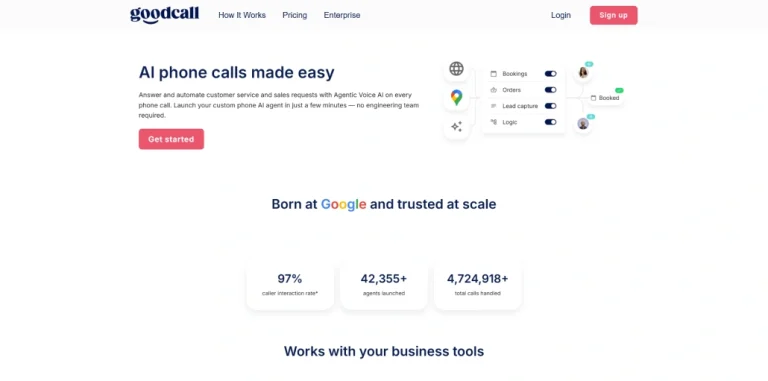 goodcall How It Works Pricing Enterprise Login Sign up
AI phone calls made easy
Answer and automate customer service and sales requests with Agentic Voice AI on every
phone call. Launch your custom phone AI agent in just a few minutes — no engineering team
required.
Get started
Bookings
Orders
Lead capture
Logic
Booked
Born at Google and trusted at scale
97%
caller interaction rate*
42,355+
agents launched
4,724,918+
total calls handled
Works with your business tools